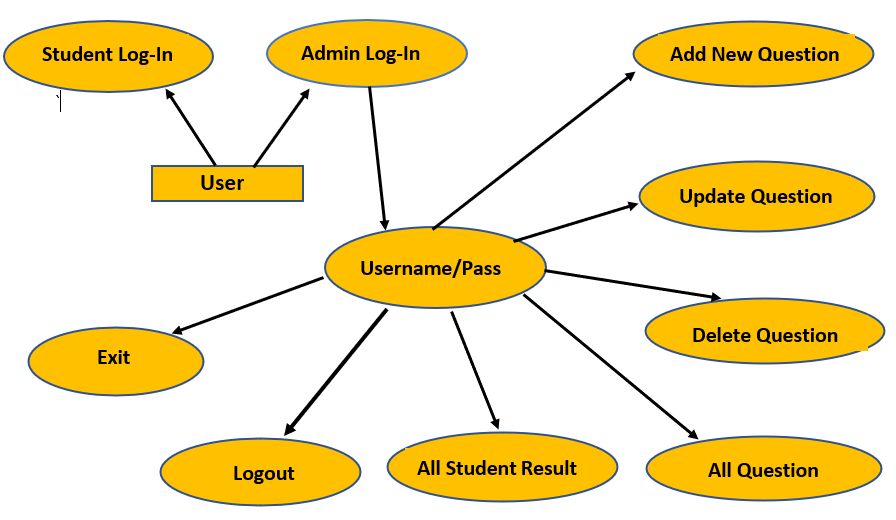 Student Log-In
Admin Log-In
Add New Question
`
User
Update Question
Username/Pass
Delete Question
Exit
Logout
All Student Result
All Question